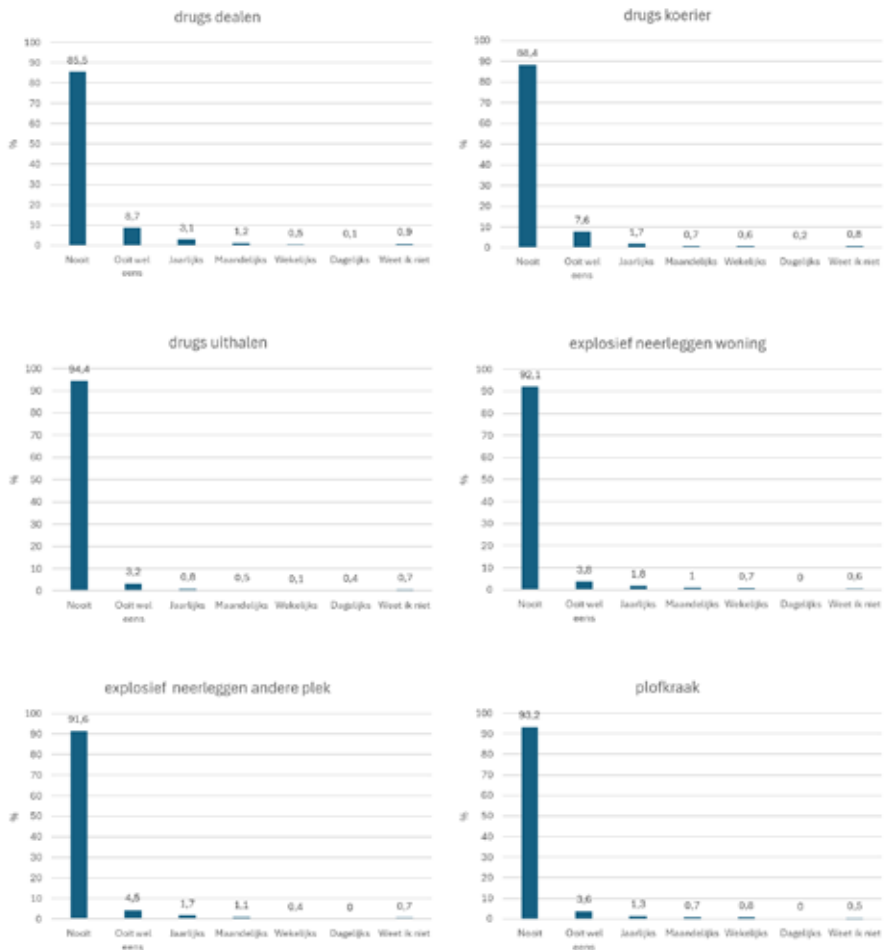 drugs dealen
100
90
80
70
60
50
40
30
20
10
0
%
85,5
8,7
3,1
1,2
0,5
0,1
0,9
Nooit
Ooit wel eens
Jaarlijks
Maandelijks
Wekelijks
Dagelijks
Weet ik niet
drugs koerier
100
90
80
70
60
50
40
30
20
10
0
%
88,4
7,6
1,7
0,7
0,6
0,2
0,8
Nooit
Ooit wel eens
Jaarlijks
Maandelijks
Wekelijks
Dagelijks
Weet ik niet
drugs uithalen
100
90
80
70
60
50
40
30
20
10
0
%
94,4
3,2
0,8
0,5
0,1
0,4
0,7
Nooit
Ooit wel eens
Jaarlijks
Maandelijks
Wekelijks
Dagelijks
Weet ik niet
explosief neerleggen woning
100
90
80
70
60
50
40
30
20
10
0
%
92,1
3,8
1,8
1
0,7
0
0,6
Nooit
Ooit wel eens
Jaarlijks
Maandelijks
Wekelijks
Dagelijks
Weet ik niet
explosief neerleggen andere plek
100
90
80
70
60
50
40
30
20
10
0
%
91,6
4,5
1,7
1,1
0,4
0
0,7
Nooit
Ooit wel eens
Jaarlijks
Maandelijks
Wekelijks
Dagelijks
Weet ik niet
plofkraak
100
90
80
70
60
50
40
30
20
10
0
%
93,2
3,6
1,3
0,7
0
0,5
Nooit
Ooit wel eens
Jaarlijks
Maandelijks
Wekelijks
Dagelijks
Weet ik niet